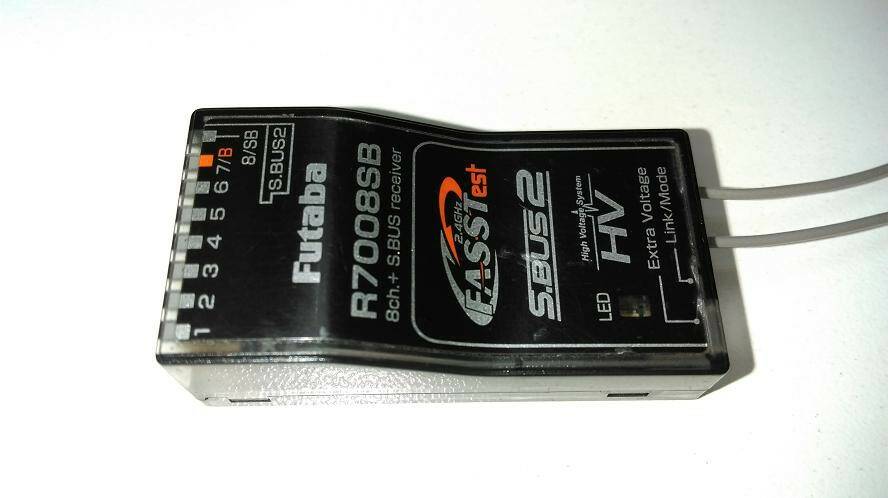 1 2 3 4 5 6 7/B 8/SB
S.BUS2
Futaba
R7008SB
8ch.+ S.BUS receiver
2.4GHz
FASSTest
S.BUS2
High Voltage System
HV
LED
Extra Voltage
Link/Mode